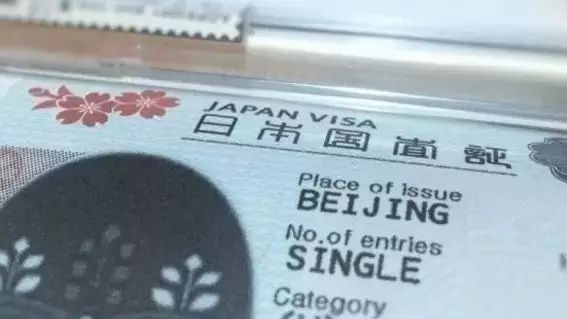 JAPAN VISA
日本国査証
Place of issue
BEIJING
No.of entries
SINGLE
Category